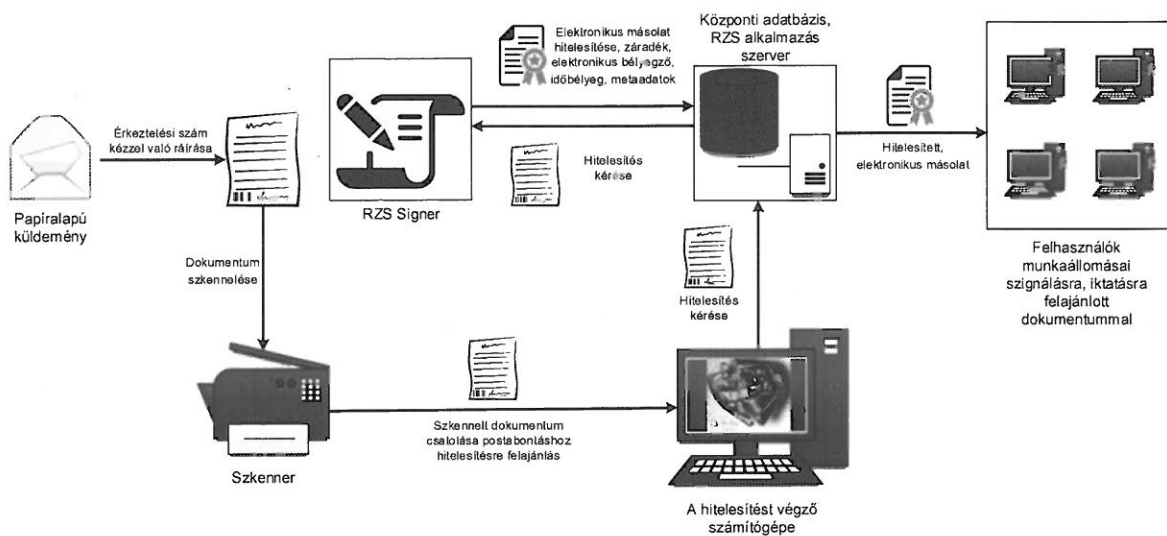 Papíralapú
küldemény
Érkeztelési szám
kézzel való ráírása
Dokumentum
szkennelése
Szkenner
Szkennelt dokumentum
csatolása postabontáshoz
hitelesítésre felajánlás
A hitelesítést végző
számítógépe
Hitelesítés
kérése
RZS Signer
Hitelesítés
kérése
Elektronikus másolat
hitelesítése, záradék,
elektronikus bélyegző,
időbélyeg, metaadatok
Központi adatbázis,
RZS alkalmazás
szerver
Hitelesített,
elektronikus másolat
Felhasználók
munkaállomásai
szignálásra, iktatásra
felajánlott
dokumentummal